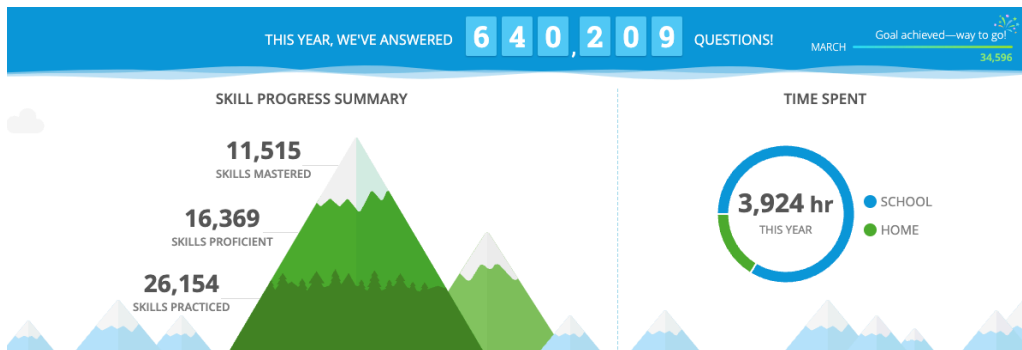 THIS YEAR, WE'VE ANSWERED 640,209 QUESTIONS!
Goal achieved—way to go!
MARCH
34,596
SKILL PROGRESS SUMMARY
11,515
SKILLS MASTERED
16,369
SKILLS PROFICIENT
26,154
SKILLS PRACTICED
TIME SPENT
3,924 hr
THIS YEAR
SCHOOL
HOME